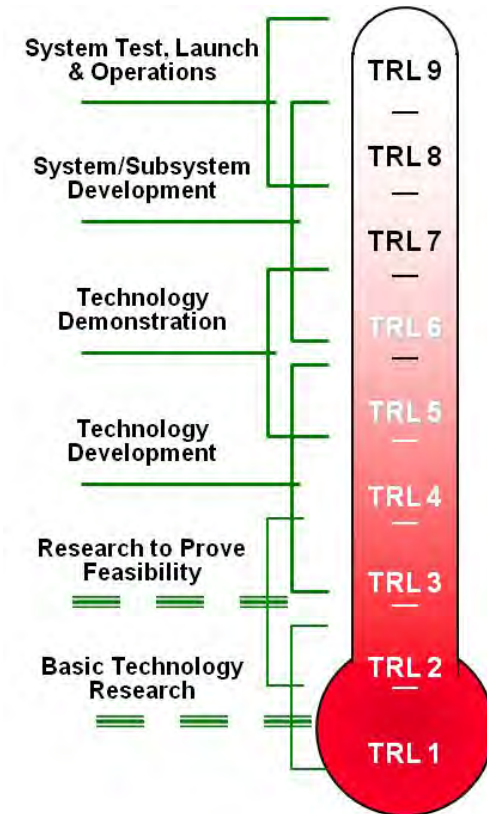 System Test, Launch
& Operations
System/Subsystem
Development
Technology
Demonstration
Technology
Development
Research to Prove
Feasibility
Basic Technology
Research
TRL 9
TRL 8
TRL 7
TRL 6
TRL 5
TRL 4
TRL 3
TRL 2
TRL 1